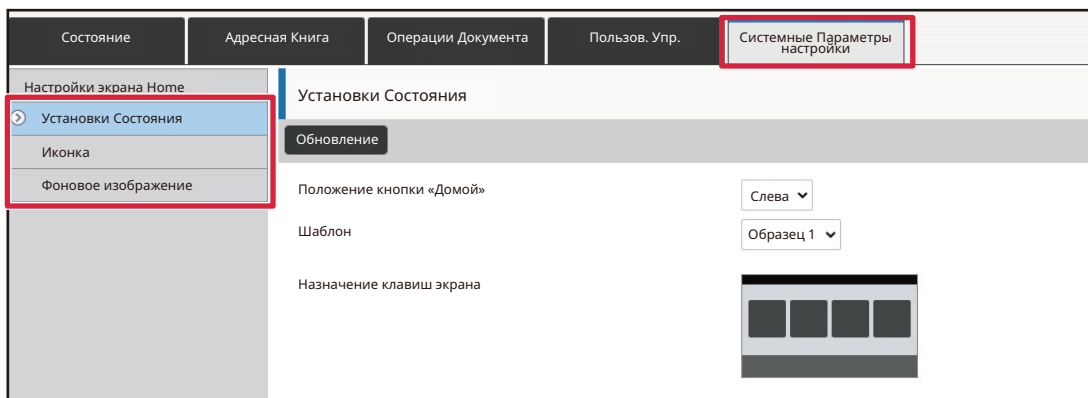 Состояние
Адресная Книга
Операции Документа
Пользов. Упр.
Системные Параметры
настройки
Настройки экрана Home
Установки Состояния
Иконка
Фоновое изображение
Установки Состояния
Обновление
Положение кнопки «Домой»
Слева
Шаблон
Образец 1
Назначение клавиш экрана